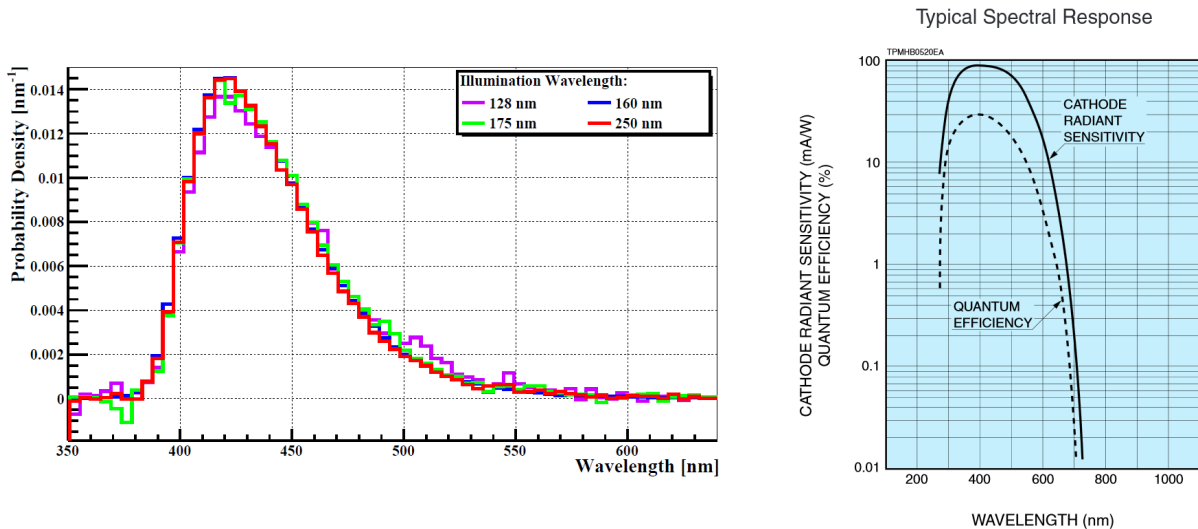 Probability Density [nm⁻¹]
0.014
0.012
0.01
0.008
0.006
0.004
0.002
0
350
400
450
500
550
600
Wavelength [nm]
Illumination Wavelength:
128 nm
160 nm
175 nm
250 nm
Typical Spectral Response
TPMHB0520EA
CATHODE RADIANT SENSITIVITY (mA/W)
QUANTUM EFFICIENCY (%)
100
10
1
0.1
0.01
CATHODE
RADIANT
SENSITIVITY
QUANTUM
EFFICIENCY
200
400
600
800
1000
WAVELENGTH (nm)